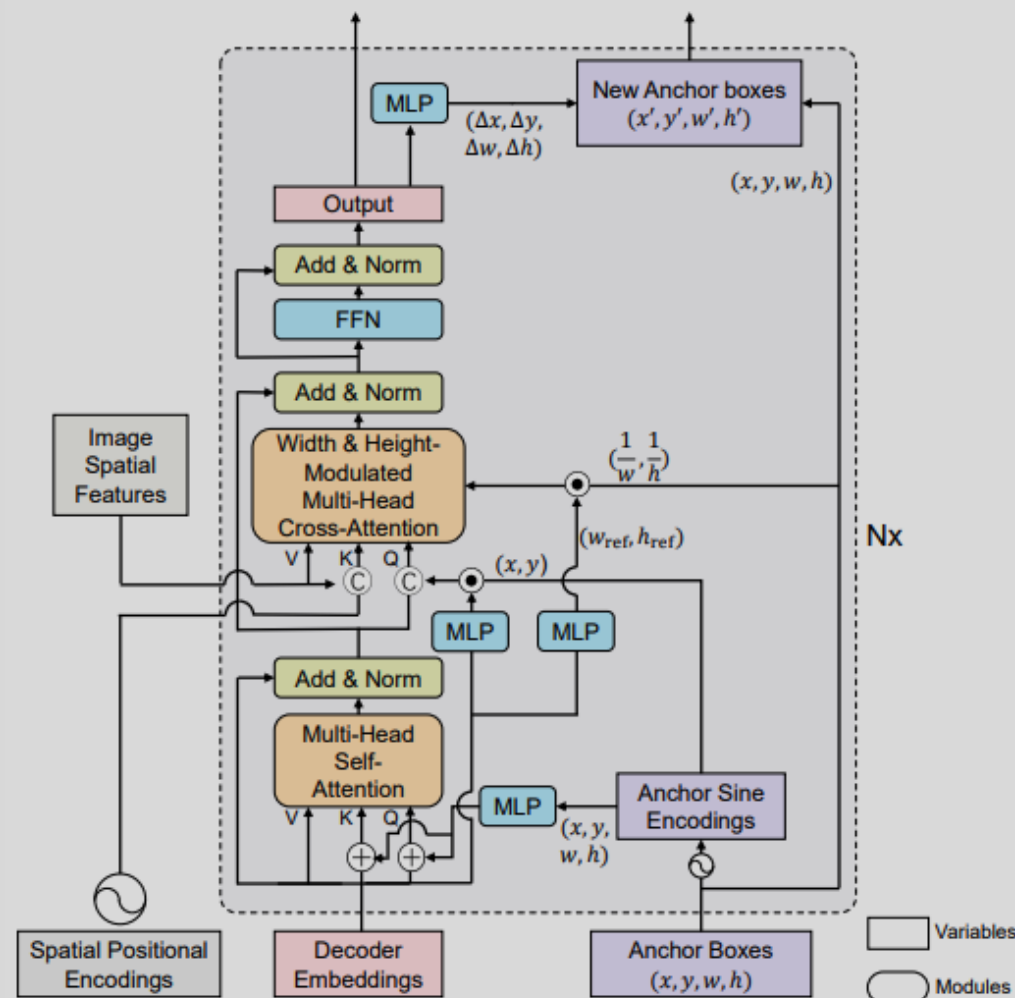 MLP
(Δx, Δy,
Δw, Δh)
New Anchor boxes
(x′, y′, w′, h′)
(x, y, w, h)
Output
Add & Norm
FFN
Add & Norm
Image
Spatial
Features
Width & Height-
Modulated
Multi-Head
Cross-Attention
(1/w, 1/h)
(w_ref, h_ref)
Nx
V K Q
C C
(x, y)
MLP
MLP
Add & Norm
Multi-Head
Self-
Attention
V K Q
MLP
(x, y,
w, h)
Anchor Sine
Encodings
Spatial Positional
Encodings
Decoder
Embeddings
Anchor Boxes
(x, y, w, h)
Variables
Modules